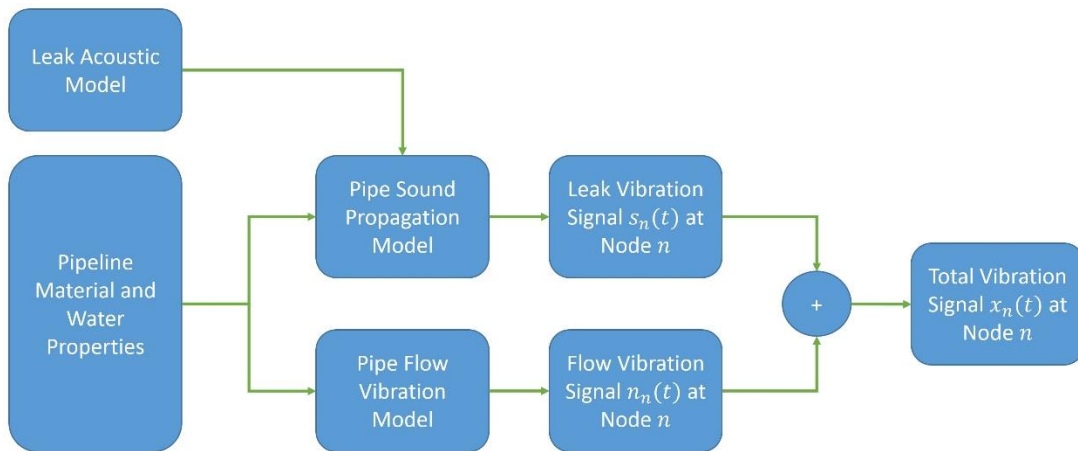 Leak Acoustic
Model
Pipeline
Material and
Water
Properties
Pipe Sound
Propagation
Model
Leak Vibration
Signal sₙ(t) at
Node n
Pipe Flow
Vibration
Model
Flow Vibration
Signal nₙ(t) at
Node n
+
Total Vibration
Signal xₙ(t) at
Node n